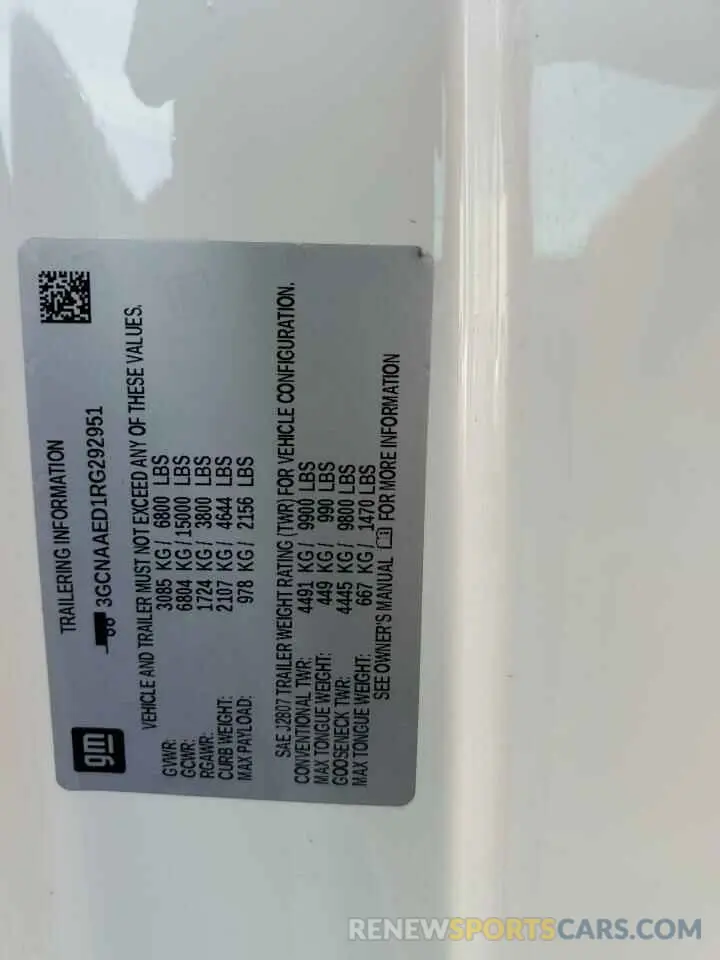 gm
TRAILERING INFORMATION
3GCNAAED1RG292951
VEHICLE AND TRAILER MUST NOT EXCEED ANY OF THESE VALUES.
GVWR: 3085 KG/ 6800 LBS
GCWR: 6804 KG/15000 LBS
RGAWR: 1724 KG/ 3800 LBS
CURB WEIGHT: 2107 KG/ 4644 LBS
MAX PAYLOAD: 978 KG/ 2156 LBS
SAE J2807 TRAILER WEIGHT RATING (TWR) FOR VEHICLE CONFIGURATION.
CONVENTIONAL TWR: 4491 KG/ 9900 LBS
MAX TONGUE WEIGHT: 449 KG/ 990 LBS
GOOSENECK TWR: 4445 KG/ 9800 LBS
MAX TONGUE WEIGHT: 667 KG/ 1470 LBS
SEE OWNER'S MANUAL FOR MORE INFORMATION
RENEWSPORTSCARS.COM